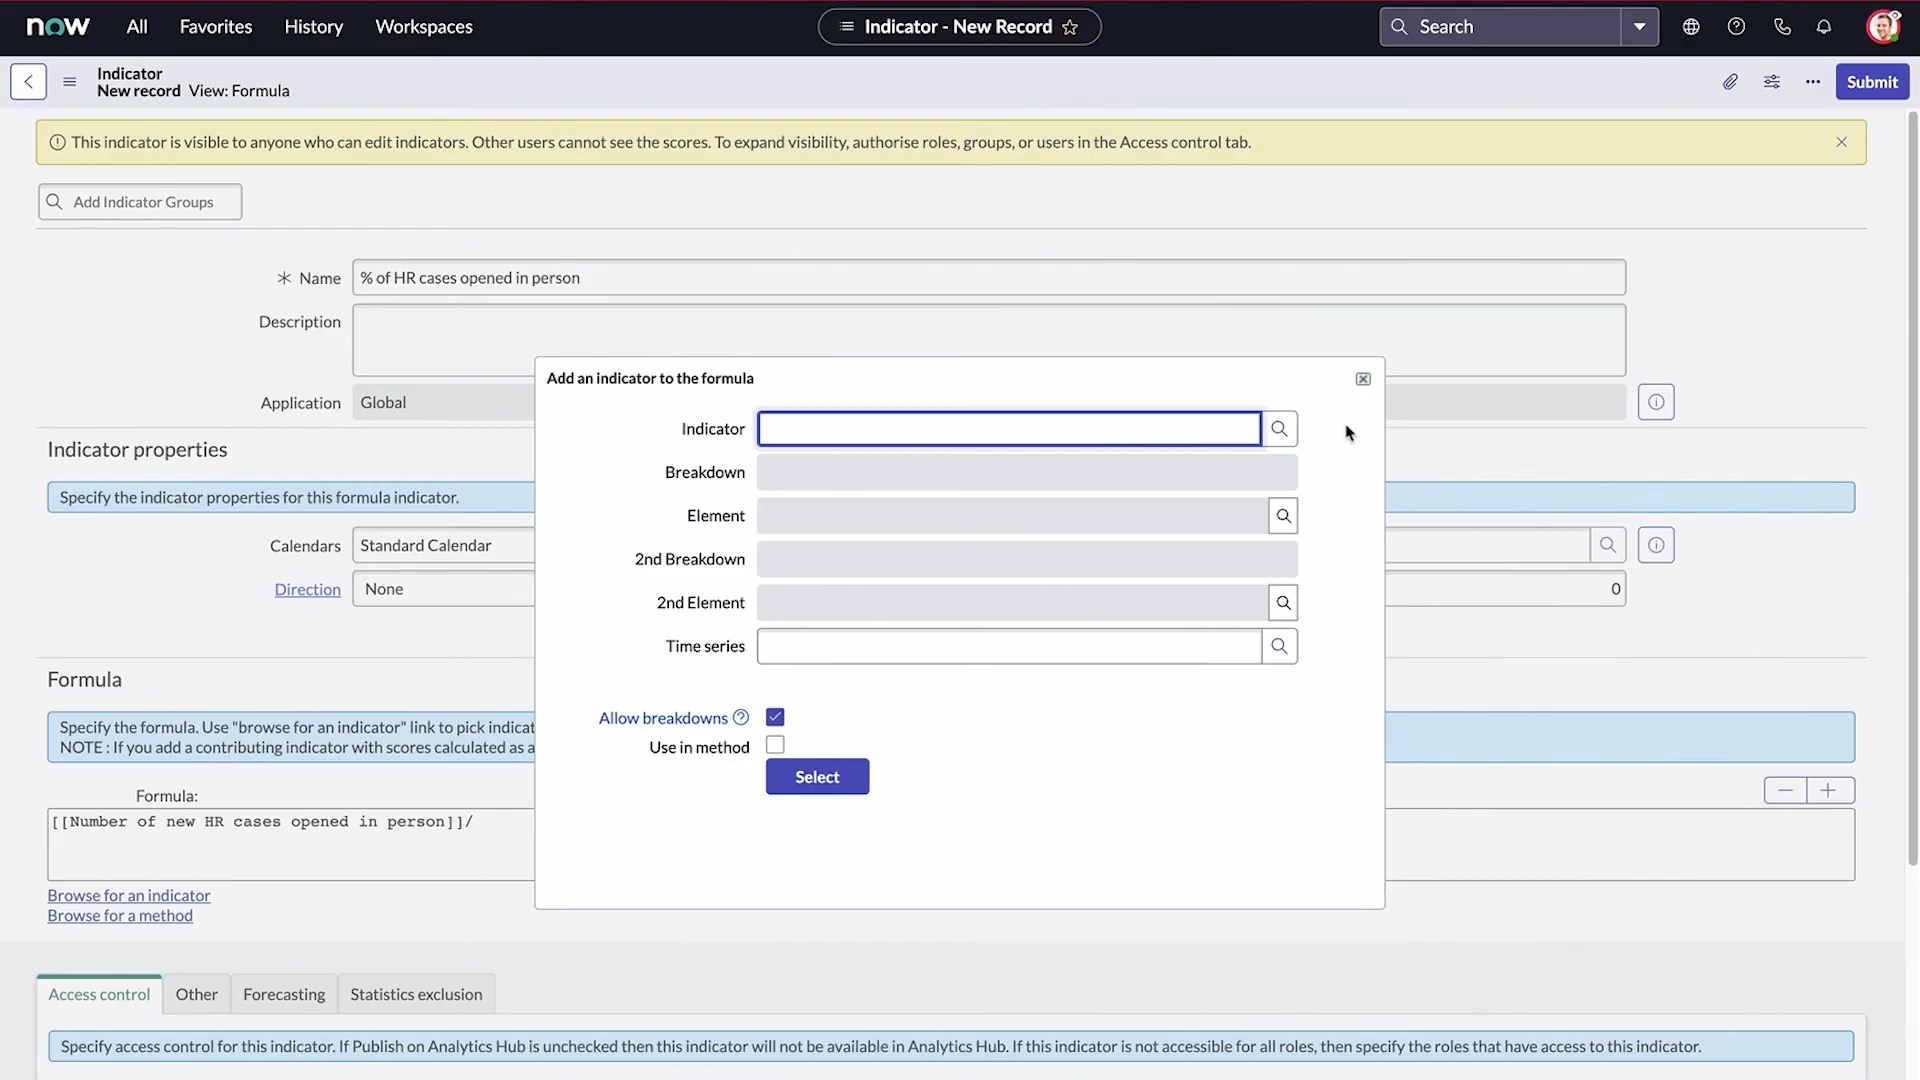 now All Favorites History Workspaces Indicator - New Record Search
Indicator
New record View: Formula
Submit
This indicator is visible to anyone who can edit indicators. Other users cannot see the scores. To expand visibility, authorise roles, groups, or users in the Access control tab.
Add Indicator Groups
Name % of HR cases opened in person
Description
Application Global
Indicator properties
Specify the indicator properties for this formula indicator.
Calendars Standard Calendar
Direction None 0
Formula
Specify the formula. Use "browse for an indicator" link to pick indicat
NOTE : If you add a contributing indicator with scores calculated as a
Formula:
[[Number of new HR cases opened in person]]/
Browse for an indicator
Browse for a method
Add an indicator to the formula
Indicator
Breakdown
Element
2nd Breakdown
2nd Element
Time series
Allow breakdowns
Use in method
Select
Access control Other Forecasting Statistics exclusion
Specify access control for this indicator. If Publish on Analytics Hub is unchecked then this indicator will not be available in Analytics Hub. If this indicator is not accessible for all roles, then specify the roles that have access to this indicator.